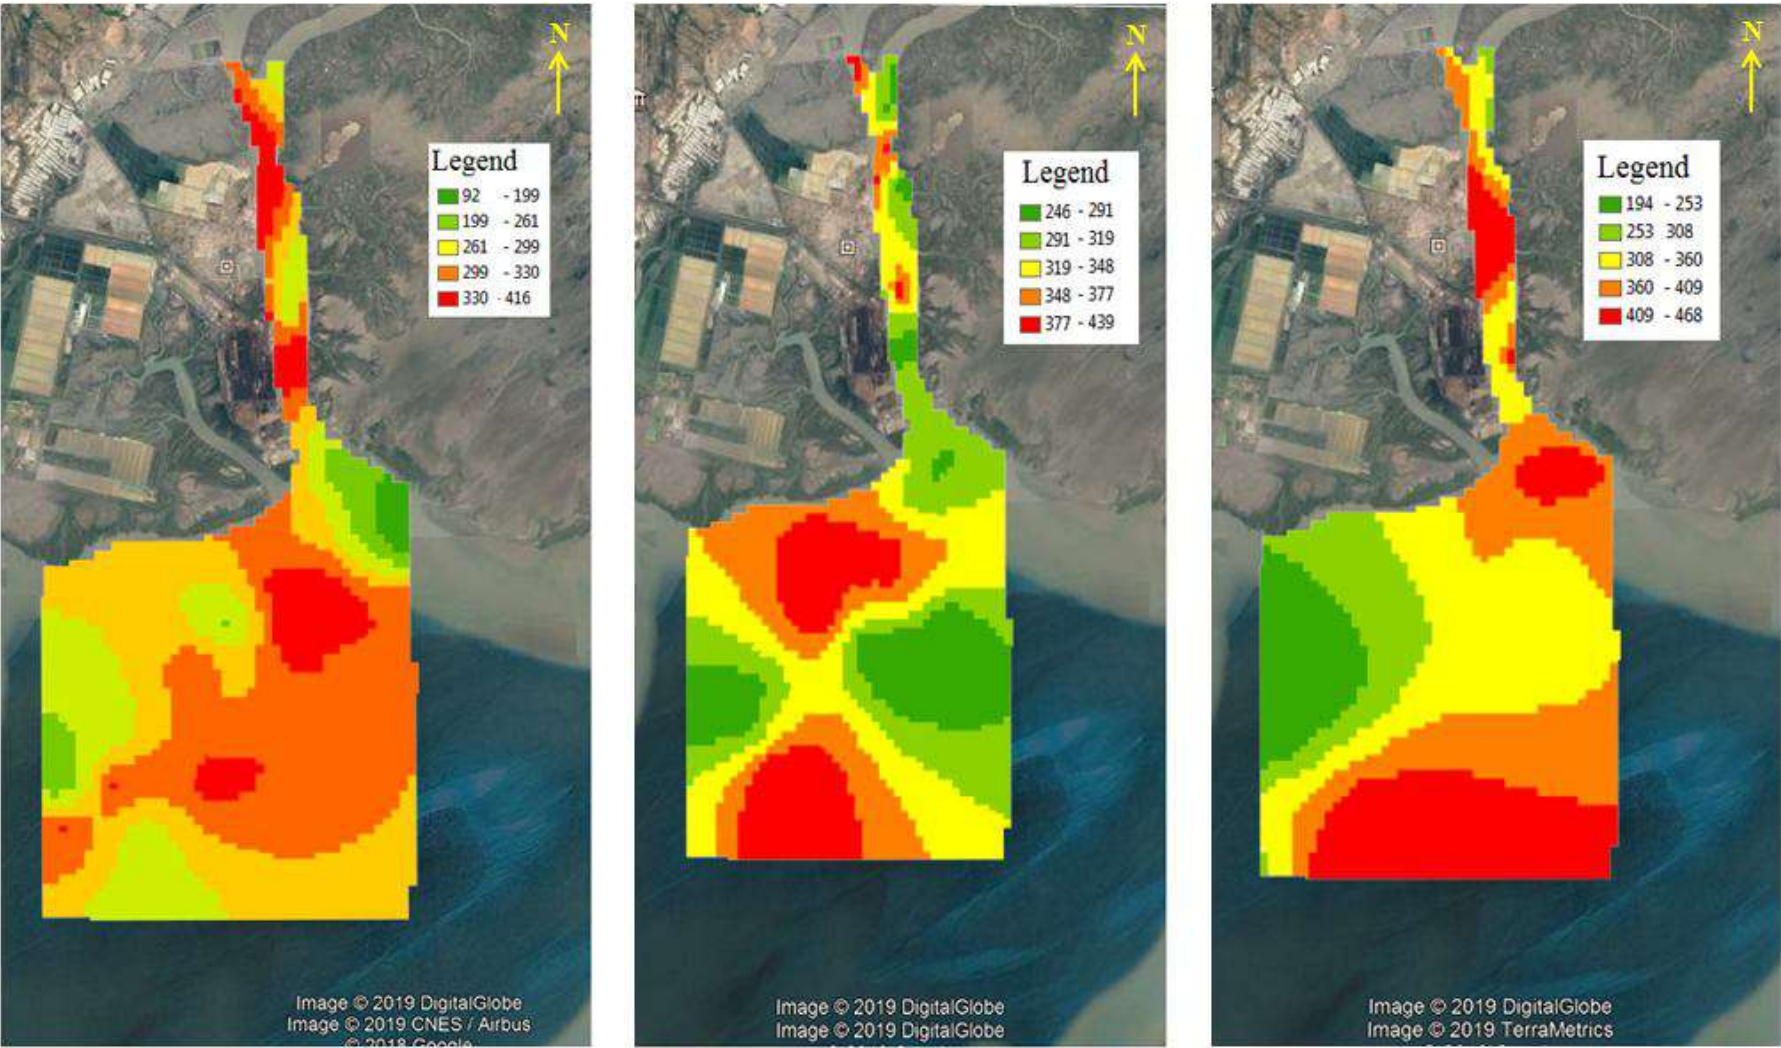 N
Legend
92 - 199
199 - 261
261 - 299
299 - 330
330 - 416
Image © 2019 DigitalGlobe
Image © 2019 CNES / Airbus
© 2018 Google
N
Legend
246 - 291
291 - 319
319 - 348
348 - 377
377 - 439
Image © 2019 DigitalGlobe
Image © 2019 DigitalGlobe
N
Legend
194 - 253
253 308
308 - 360
360 - 409
409 - 468
Image © 2019 DigitalGlobe
Image © 2019 TerraMetrics